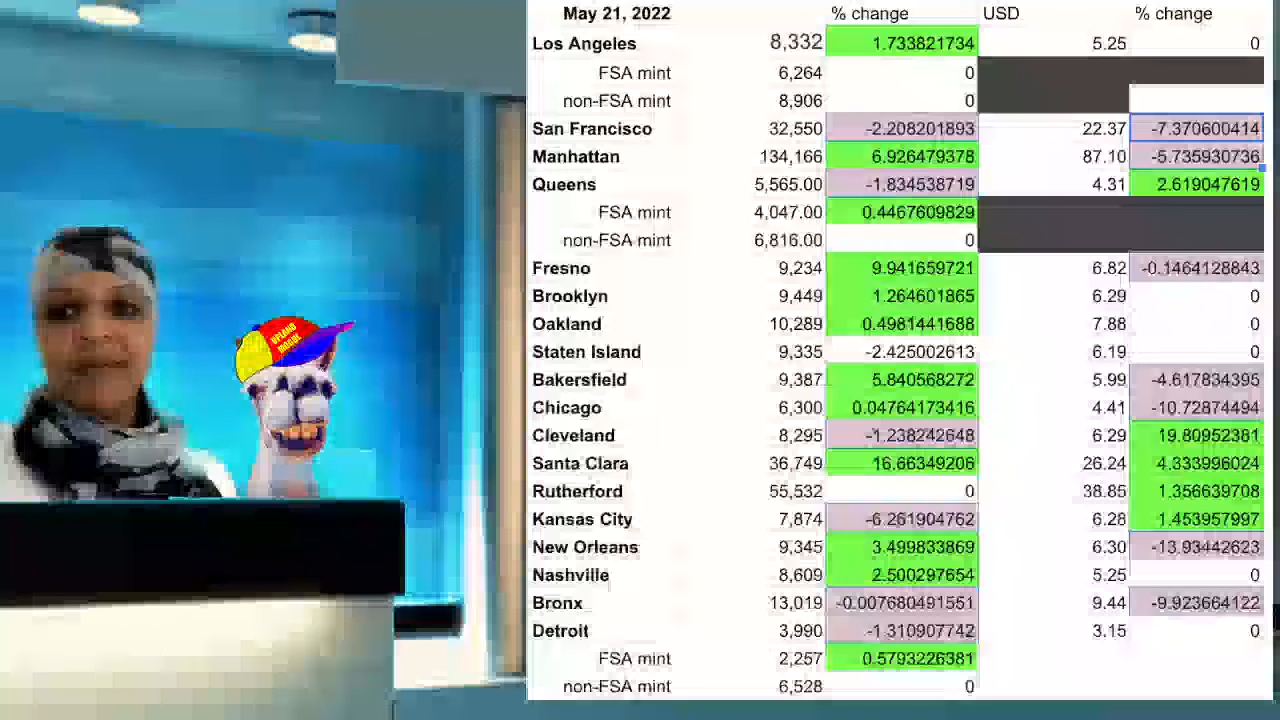 May 21, 2022 % change USD % change
Los Angeles 8,332 1.733821734 5.25 0
FSA mint 6,264 0
non-FSA mint 8,906 0
San Francisco 32,550 -2.208201893 22.37 -7.370600414
Manhattan 134,166 6.926479378 87.10 -5.735930736
Queens 5,565.00 -1.834538719 4.31 2.619047619
FSA mint 4,047.00 0.4467609829
non-FSA mint 6,816.00 0
Fresno 9,234 9.941659721 6.82 -0.1464128843
Brooklyn 9,449 1.264601865 6.29 0
Oakland 10,289 0.4981441688 7.88 0
Staten Island 9,335 -2.425002613 6.19 0
Bakersfield 9,387 5.840568272 5.99 -4.617834395
Chicago 6,300 0.04764173416 4.41 -10.72874494
Cleveland 8,295 -1.238242648 6.29 19.80952381
Santa Clara 36,749 16.66349206 26.24 4.333996024
Rutherford 55,532 0 38.85 1.356639708
Kansas City 7,874 -6.261904762 6.28 1.453957997
New Orleans 9,345 3.499833869 6.30 -13.93442623
Nashville 8,609 2.500297654 5.25 0
Bronx 13,019 -0.007680491551 9.44 -9.923664122
Detroit 3,990 -1.310907742 3.15 0
FSA mint 2,257 0.5793226381
non-FSA mint 6,528 0
UPLAND